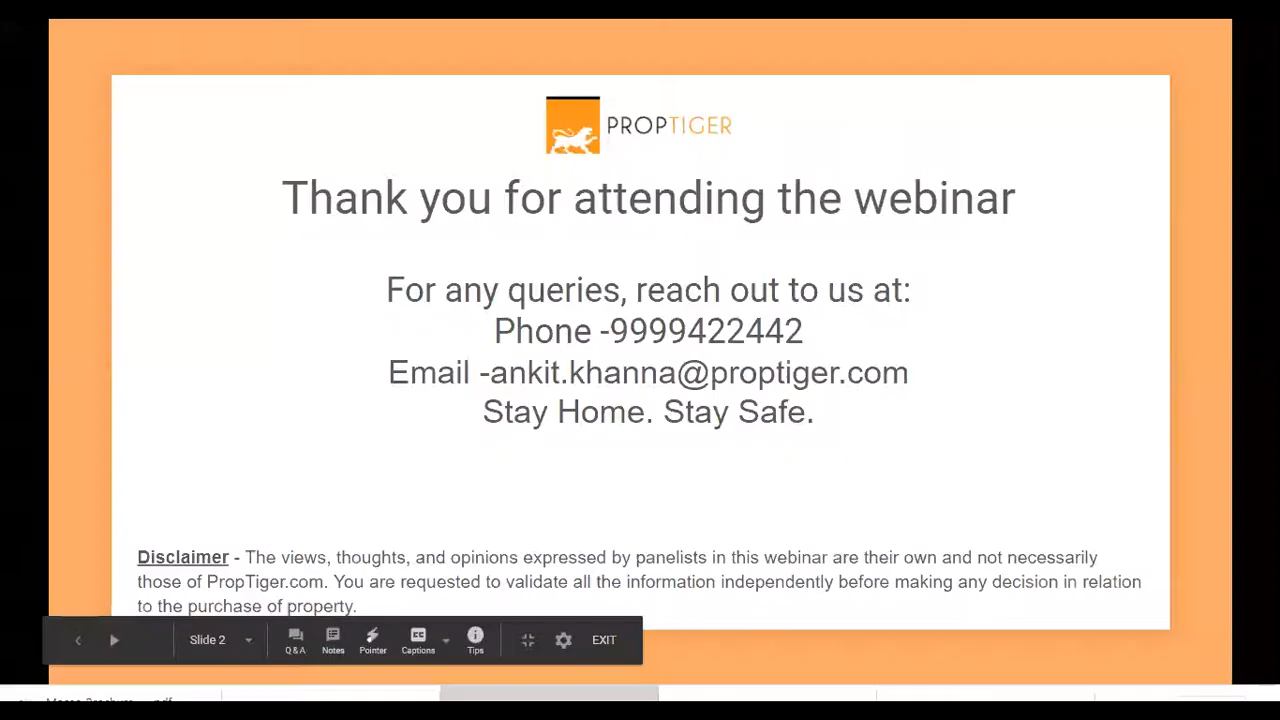 PROPTIGER
Thank you for attending the webinar
For any queries, reach out to us at:
Phone -9999422442
Email -ankit.khanna@proptiger.com
Stay Home. Stay Safe.
Disclaimer - The views, thoughts, and opinions expressed by panelists in this webinar are their own and not necessarily
those of PropTiger.com. You are requested to validate all the information independently before making any decision in relation
to the purchase of property.
Slide 2
Q&A
Notes
Pointer
Captions
Tips
EXIT